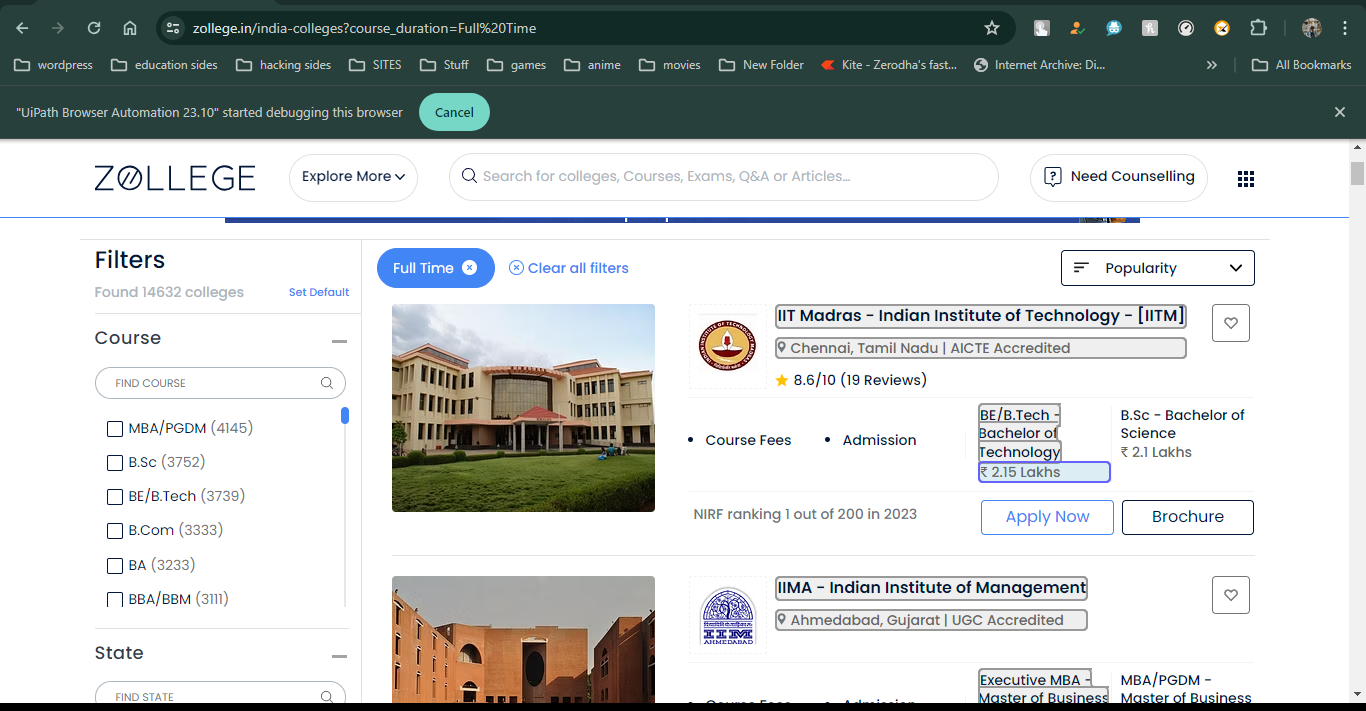 zollege.in/india-colleges?course_duration=Full%20Time
wordpress
education sides
hacking sides
SITES
Stuff
games
anime
movies
New Folder
Kite - Zerodha's fast...
Internet Archive: Di...
»
All Bookmarks
"UiPath Browser Automation 23.10" started debugging this browser
Cancel
ZOLLEGE
Explore More
Search for colleges, Courses, Exams, Q&A or Articles...
Need Counselling
Filters
Found 14632 colleges
Set Default
Course
FIND COURSE
MBA/PGDM (4145)
B.Sc (3752)
BE/B.Tech (3739)
B.Com (3333)
BA (3233)
BBA/BBM (3111)
State
FIND STATE
Full Time
Clear all filters
Popularity
IIT Madras - Indian Institute of Technology - [IITM]
Chennai, Tamil Nadu | AICTE Accredited
8.6/10 (19 Reviews)
• Course Fees
• Admission
BE/B.Tech -
Bachelor of
Technology
₹ 2.15 Lakhs
B.Sc - Bachelor of
Science
₹ 2.1 Lakhs
NIRF ranking 1 out of 200 in 2023
Apply Now
Brochure
IIMA - Indian Institute of Management
Ahmedabad, Gujarat | UGC Accredited
IIM
AHMEDABAD
• Course Fees
• Admission
Executive MBA -
Master of Business
MBA/PGDM -
Master of Business